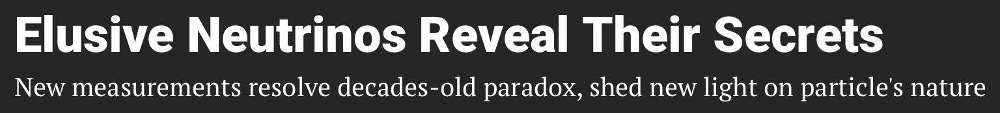 Elusive Neutrinos Reveal Their Secrets
New measurements resolve decades-old paradox, shed new light on particle's nature